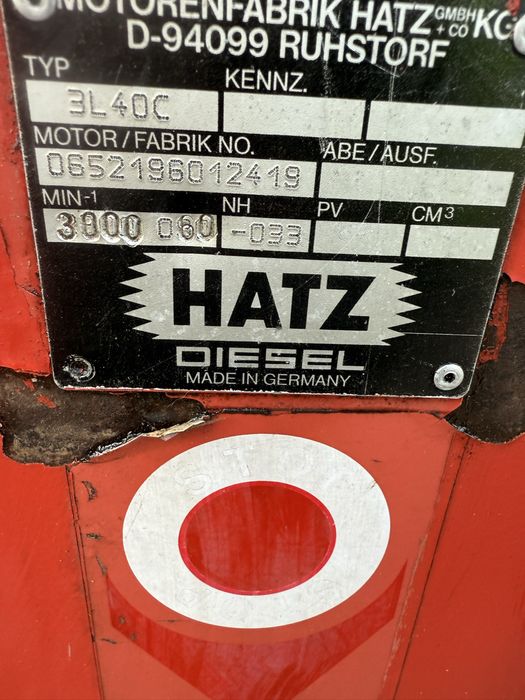 MOTORENFABRIK HATZ GMBH + CO KG
D-94099 RUHSTORF
TYP KENNZ.
3L40C
MOTOR/FABRIK NO. ABE/AUSF.
0652196012419
MIN-1 NH PV CM3
060 -033
HATZ
DIESEL
MADE IN GERMANY
STOP